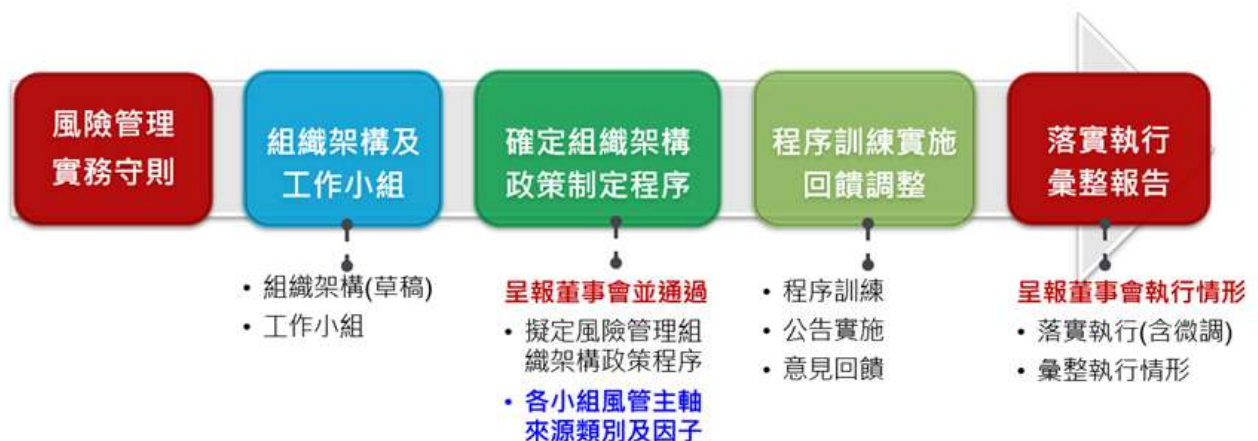 風險管理
實務守則
組織架構及
工作小組
確定組織架構
政策制定程序
程序訓練實施
回饋調整
落實執行
彙整報告
• 組織架構(草稿)
• 工作小組
呈報董事會並通過
• 擬定風險管理組
織架構政策程序
• 各小組風管主軸
來源類別及因子
• 程序訓練
• 公告實施
• 意見回饋
呈報董事會執行情形
• 落實執行(含微調)
• 彙整執行情形